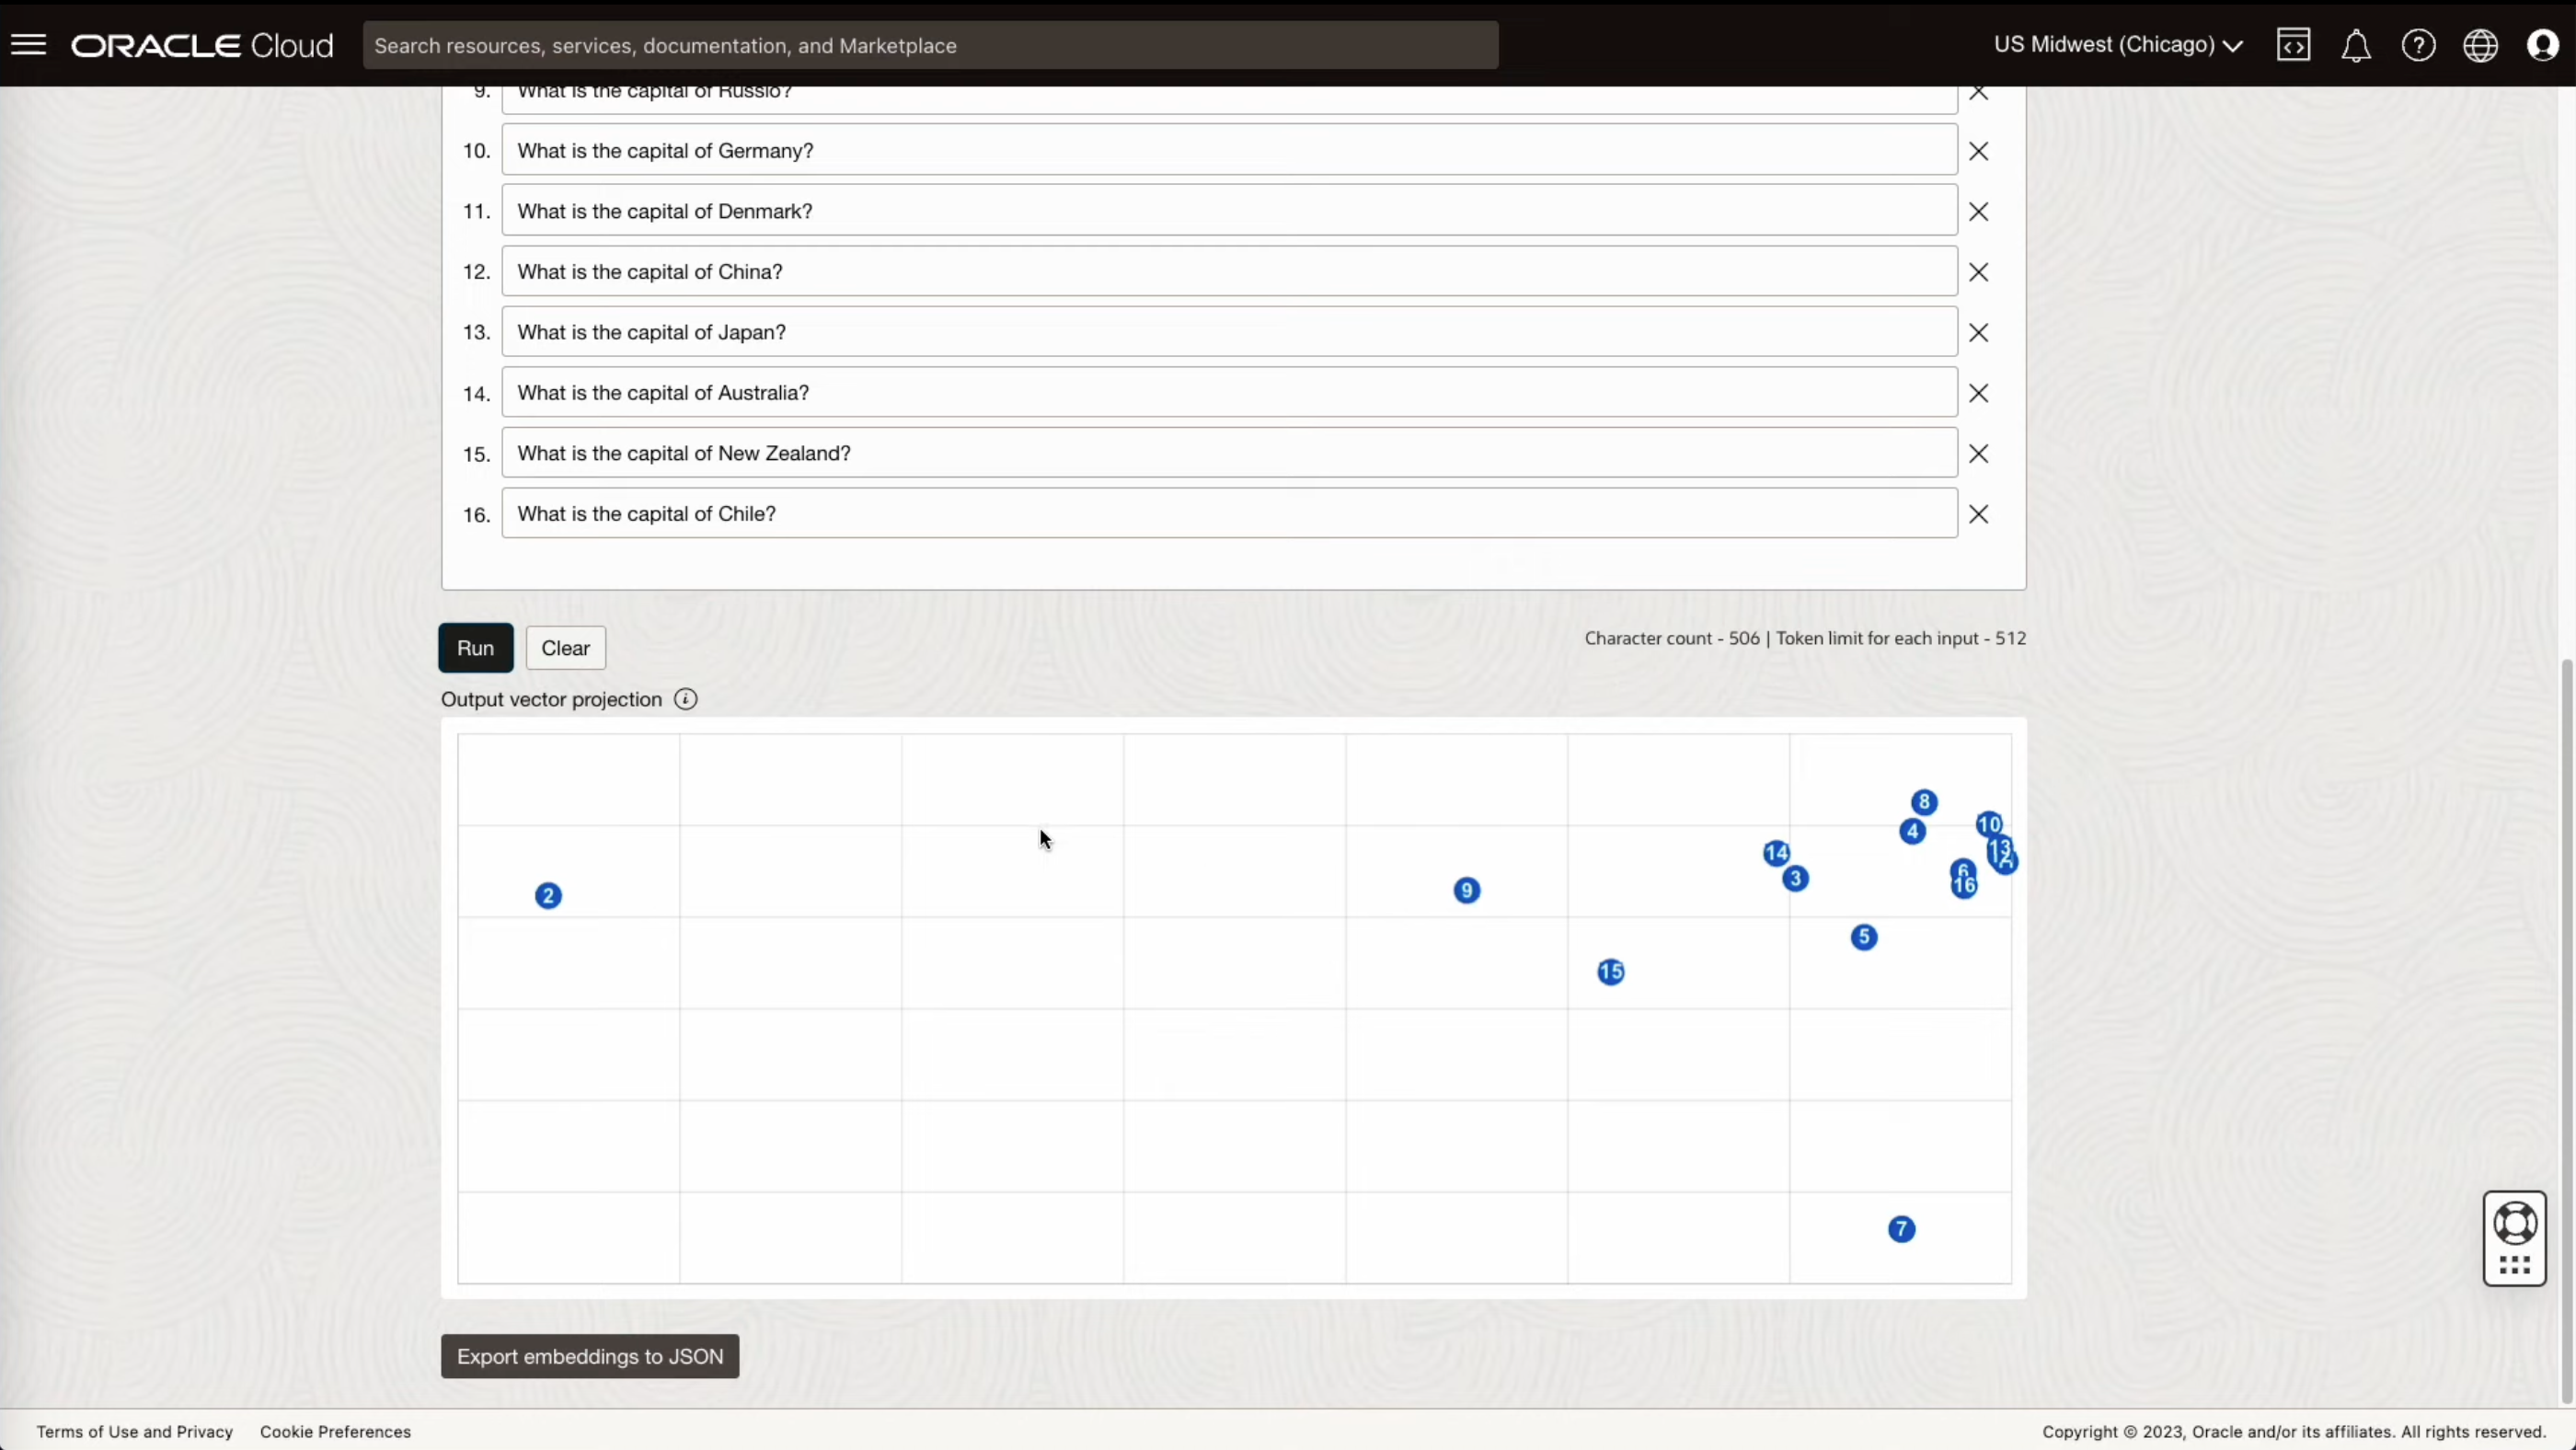 ORACLE Cloud
Search resources, services, documentation, and Marketplace
US Midwest (Chicago)
9. What is the capital of Russio?
10. What is the capital of Germany?
11. What is the capital of Denmark?
12. What is the capital of China?
13. What is the capital of Japan?
14. What is the capital of Australia?
15. What is the capital of New Zealand?
16. What is the capital of Chile?
Run Clear
Character count - 506 | Token limit for each input - 512
Output vector projection
8
10
4
13
14
6
3
16
9
2
5
15
7
Export embeddings to JSON
Terms of Use and Privacy Cookie Preferences
Copyright © 2023, Oracle and/or its affiliates. All rights reserved.